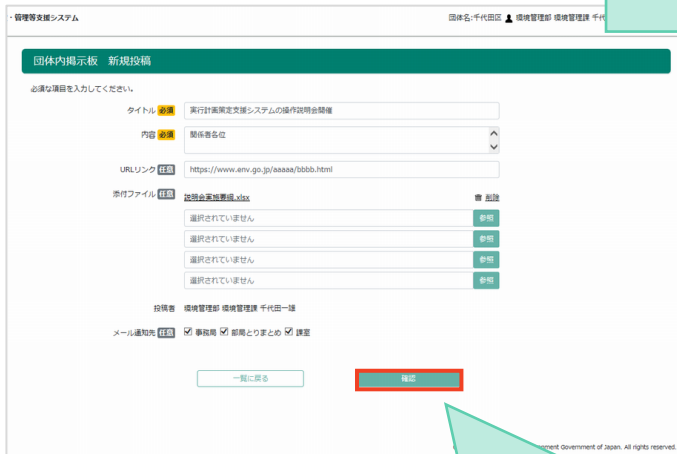 ・管理等支援システム
団体名:千代田区 環境管理部 環境管理課 千代
団体内掲示板 新規投稿
必須な項目を入力してください。
タイトル 必須 実行計画策定支援システムの操作説明会開催
内容 必須 関係者各位
URLリンク 任意 https://www.env.go.jp/aaaaa/bbbb.html
添付ファイル 任意 説明会実施要綱.xlsx 削除
選択されていません 参照
選択されていません 参照
選択されていません 参照
選択されていません 参照
投稿者 環境管理部 環境管理課 千代田一雄
メール通知先 任意 事務局 部局とりまとめ 課室
一覧に戻る 確認
Government of Japan. All rights reserved.